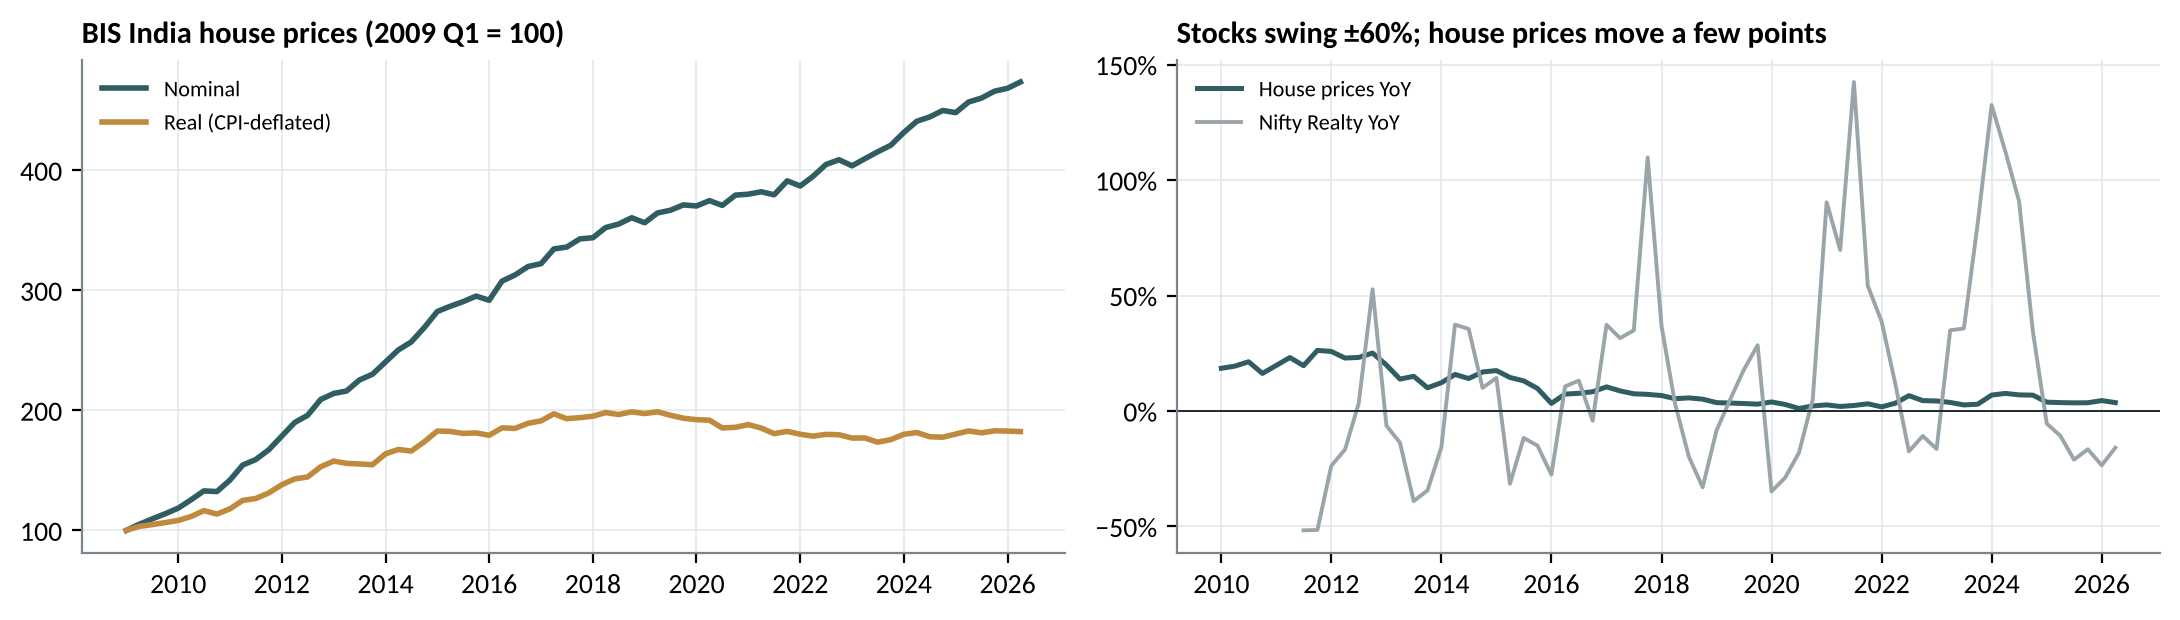 BIS India house prices (2009 Q1 = 100)
Nominal
Real (CPI-deflated)
400
300
200
100
2010 2012 2014 2016 2018 2020 2022 2024 2026
Stocks swing ±60%; house prices move a few points
House prices YoY
Nifty Realty YoY
150%
100%
50%
0%
−50%
2010 2012 2014 2016 2018 2020 2022 2024 2026